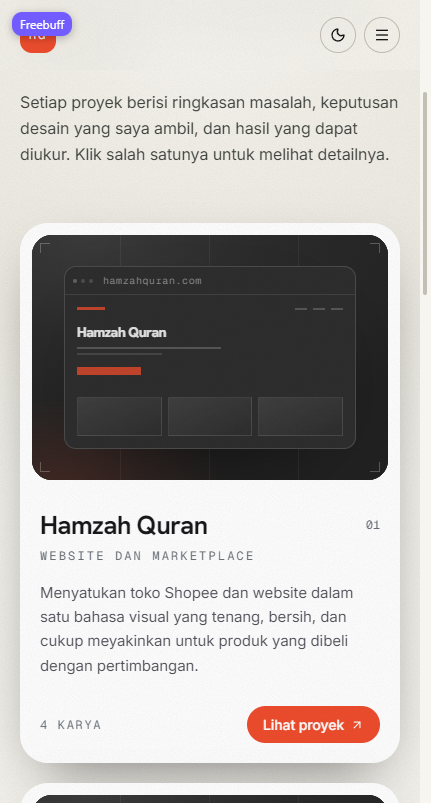 Freebuff
Setiap proyek berisi ringkasan masalah, keputusan
desain yang saya ambil, dan hasil yang dapat
diukur. Klik salah satunya untuk melihat detailnya.
hamzahquran.com
Hamzah Quran
Hamzah Quran
01
WEBSITE DAN MARKETPLACE
Menyatukan toko Shopee dan website dalam
satu bahasa visual yang tenang, bersih, dan
cukup meyakinkan untuk produk yang dibeli
dengan pertimbangan.
4 KARYA
Lihat proyek